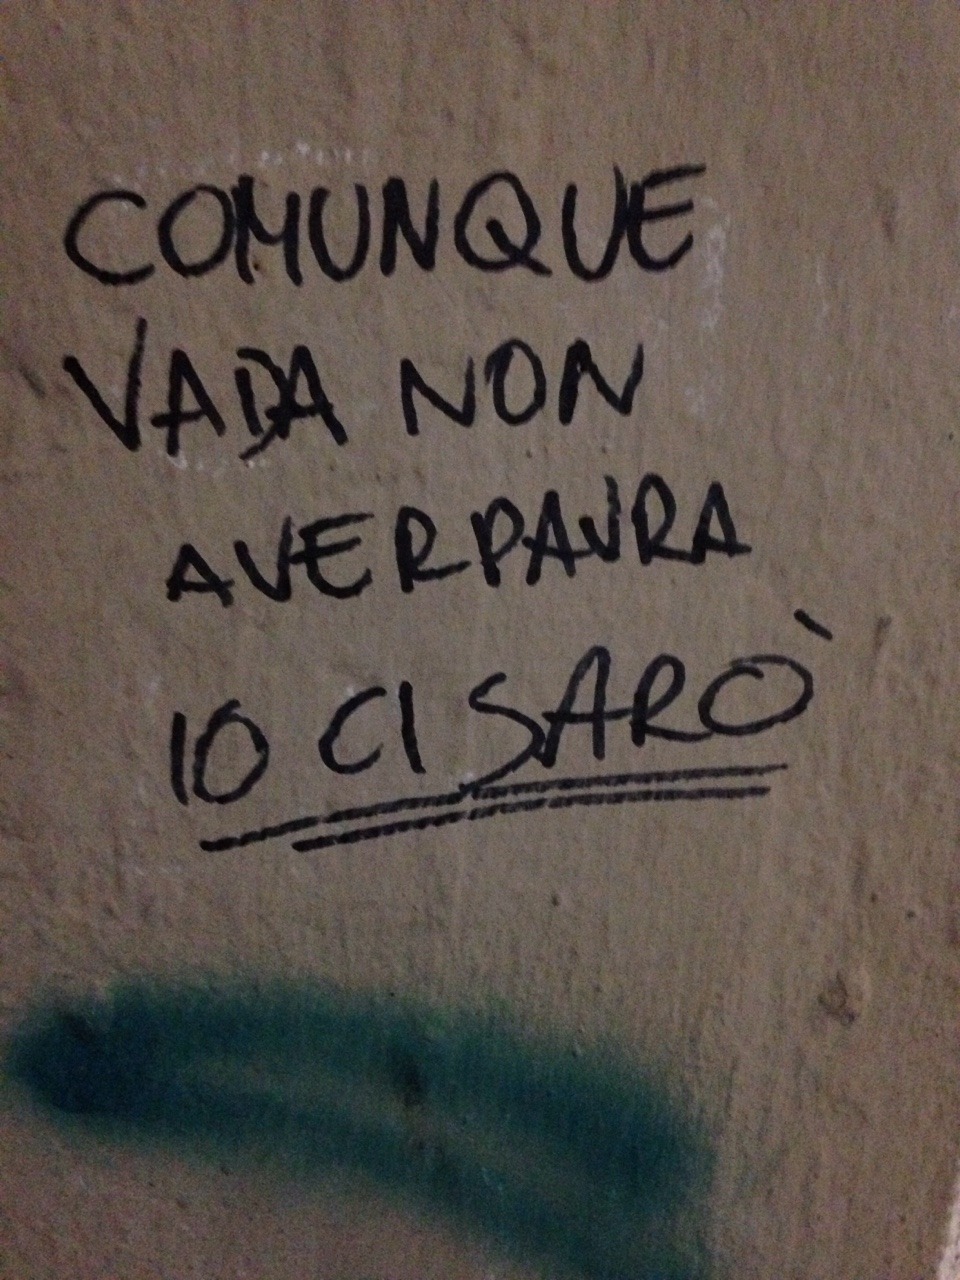 COMUNQUE
VADA NON
AVER PAURA
IO CI SARÒ